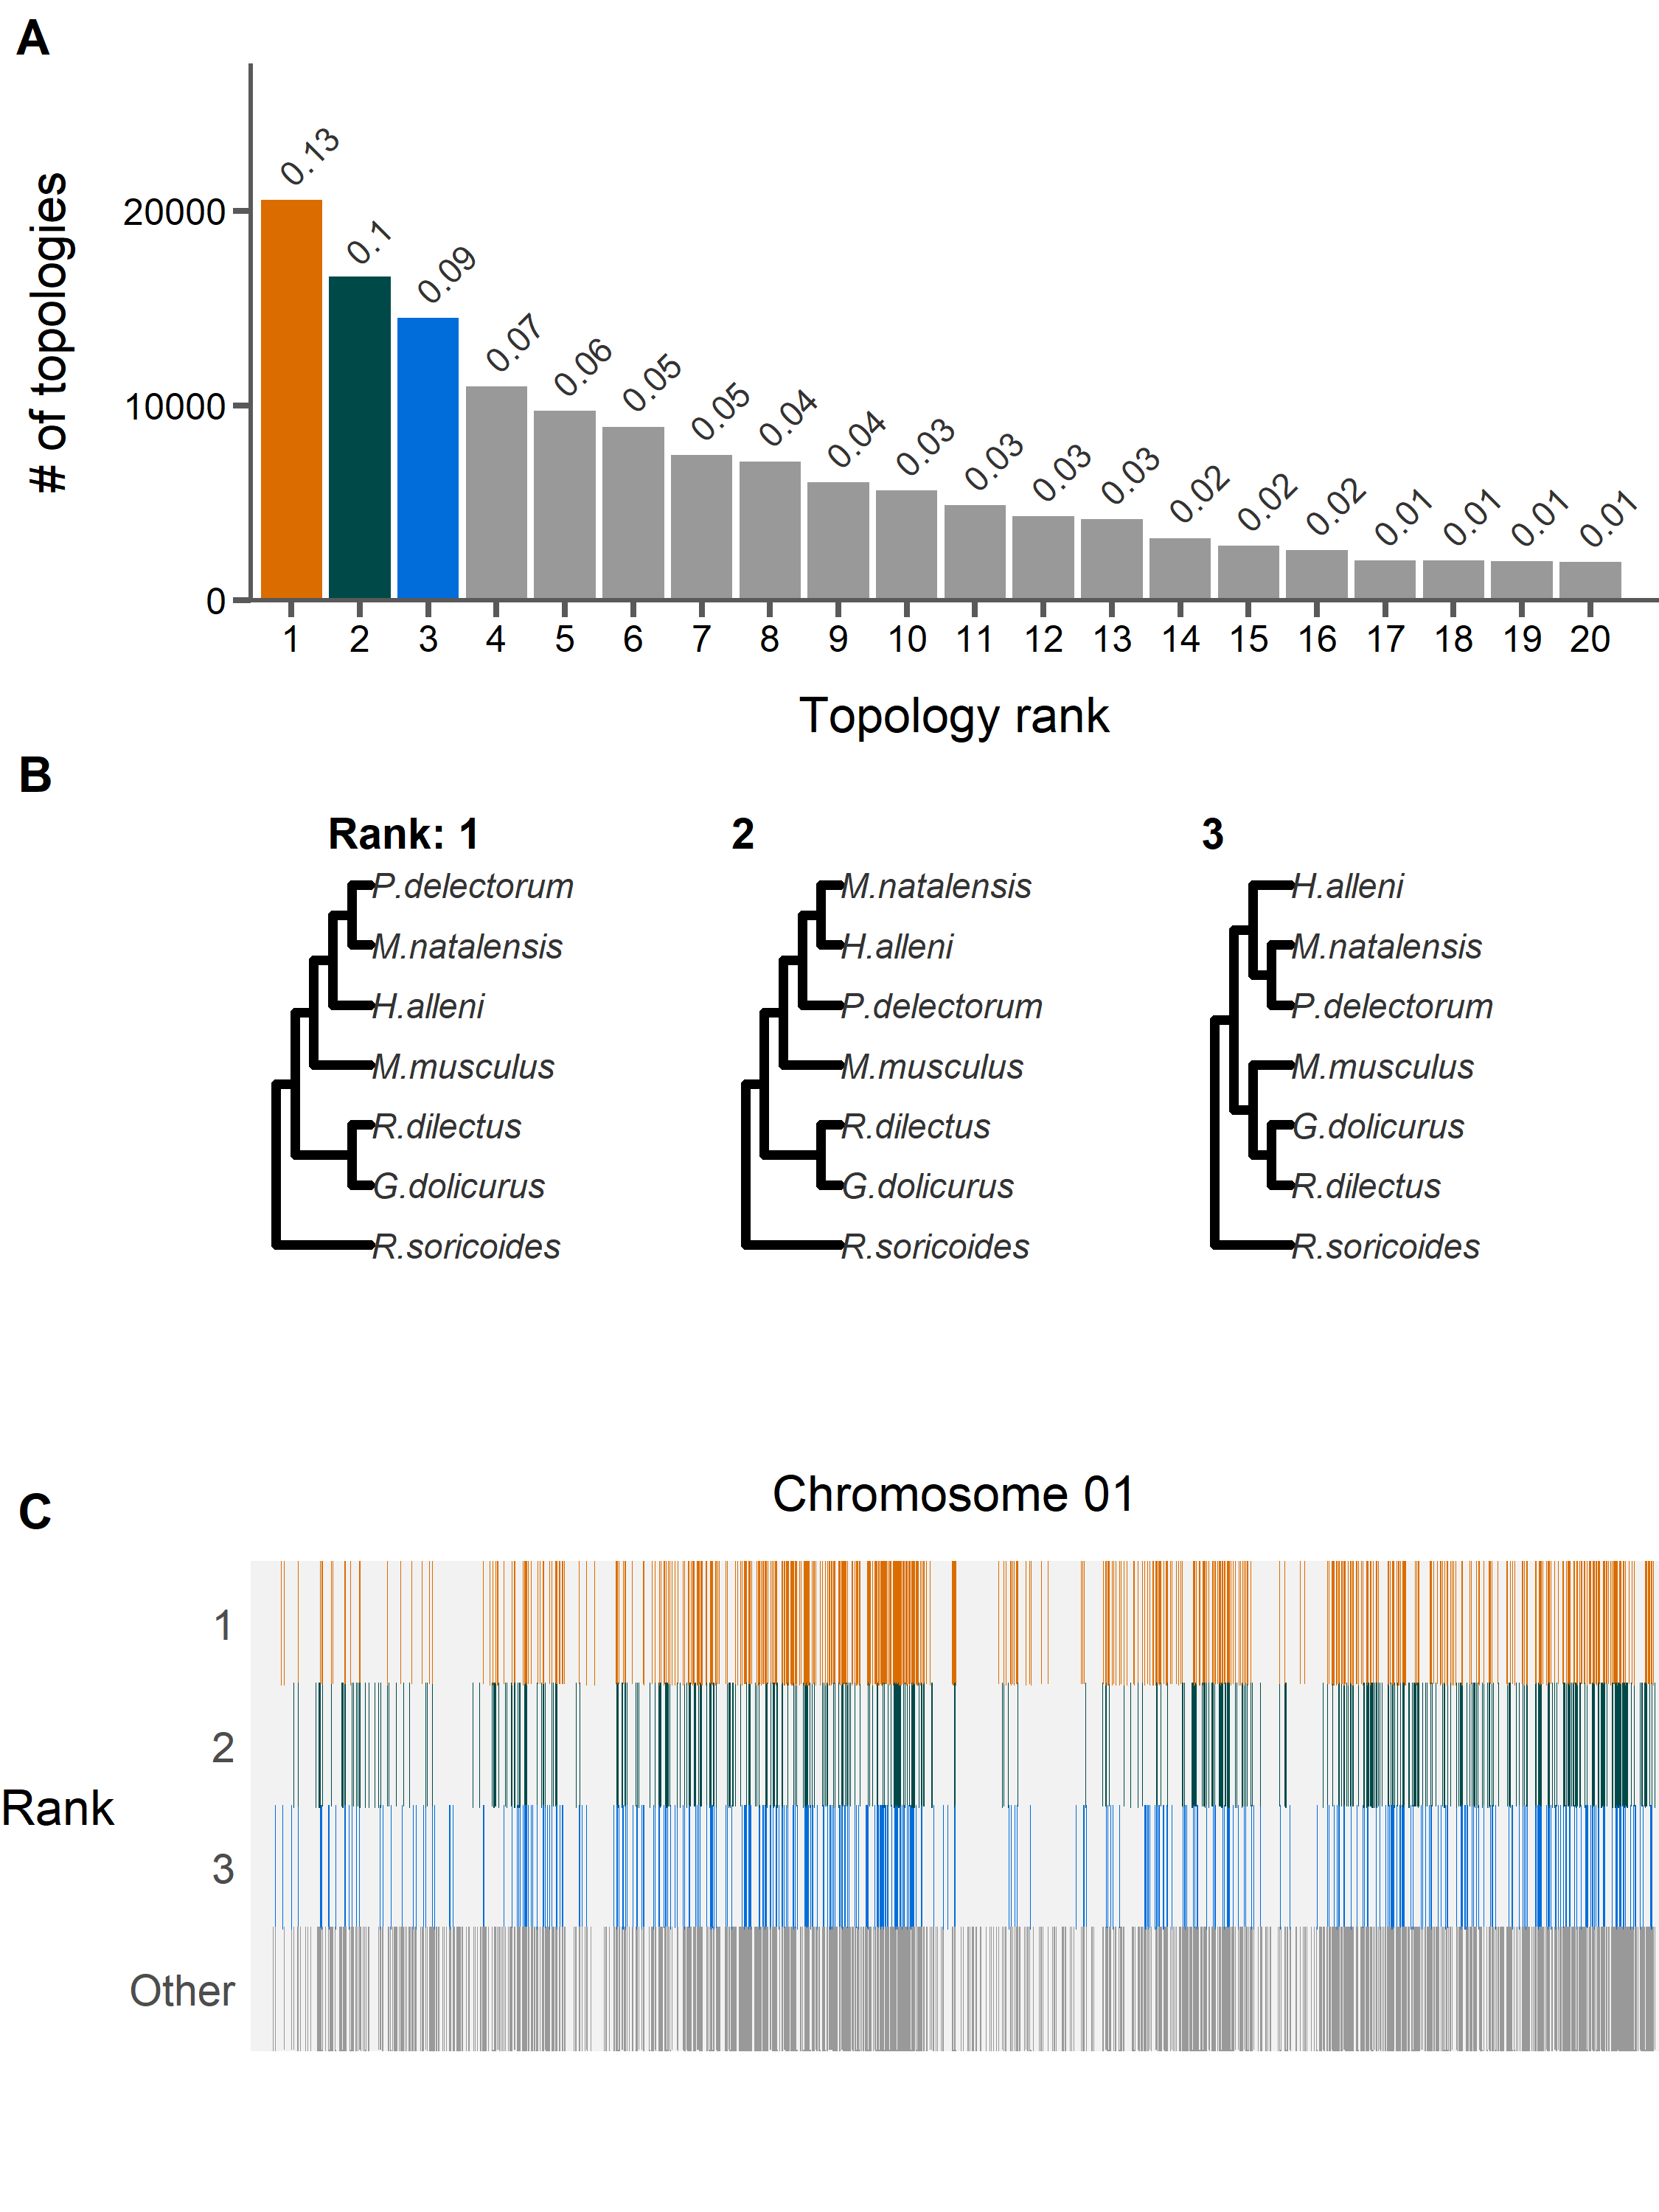 A
# of topologies
20000
10000
0
0.13
0.1
0.09
0.07
0.06
0.05
0.05
0.04
0.04
0.03
0.03
0.03
0.03
0.02
0.02
0.02
0.01
0.01
0.01
0.01
1 2 3 4 5 6 7 8 9 10 11 12 13 14 15 16 17 18 19 20
Topology rank
B
Rank: 1
P.delectorum
M.natalensis
H.alleni
M.musculus
R.dilectus
G.dolicurus
R.soricoides
2
M.natalensis
H.alleni
P.delectorum
M.musculus
R.dilectus
G.dolicurus
R.soricoides
3
H.alleni
M.natalensis
P.delectorum
M.musculus
G.dolicurus
R.dilectus
R.soricoides
C
Chromosome 01
Rank
1
2
3
Other